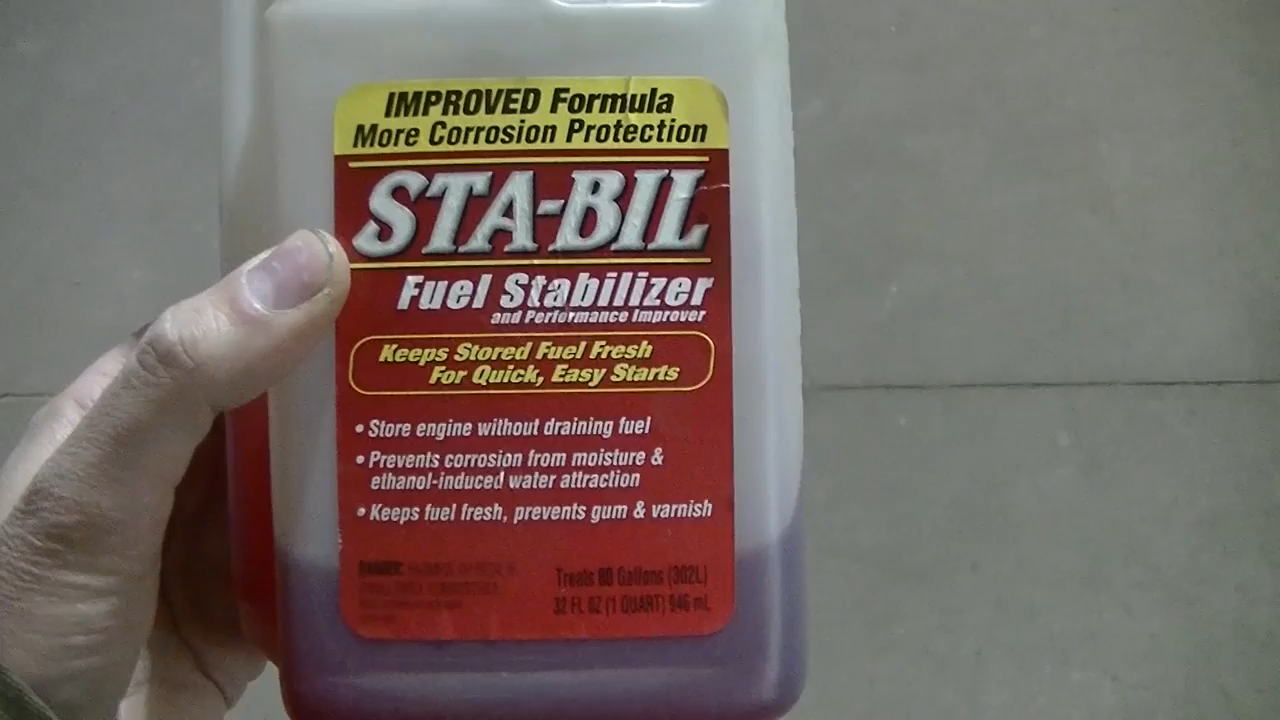 IMPROVED Formula
More Corrosion Protection
STA-BIL
Fuel Stabilizer
and Performance Improver
Keeps Stored Fuel Fresh
For Quick, Easy Starts
• Store engine without draining fuel
• Prevents corrosion from moisture &
ethanol-induced water attraction
• Keeps fuel fresh, prevents gum & varnish
DANGER:
Treats 80 Gallons (302L)
32 FL OZ (1 QUART) 946 mL